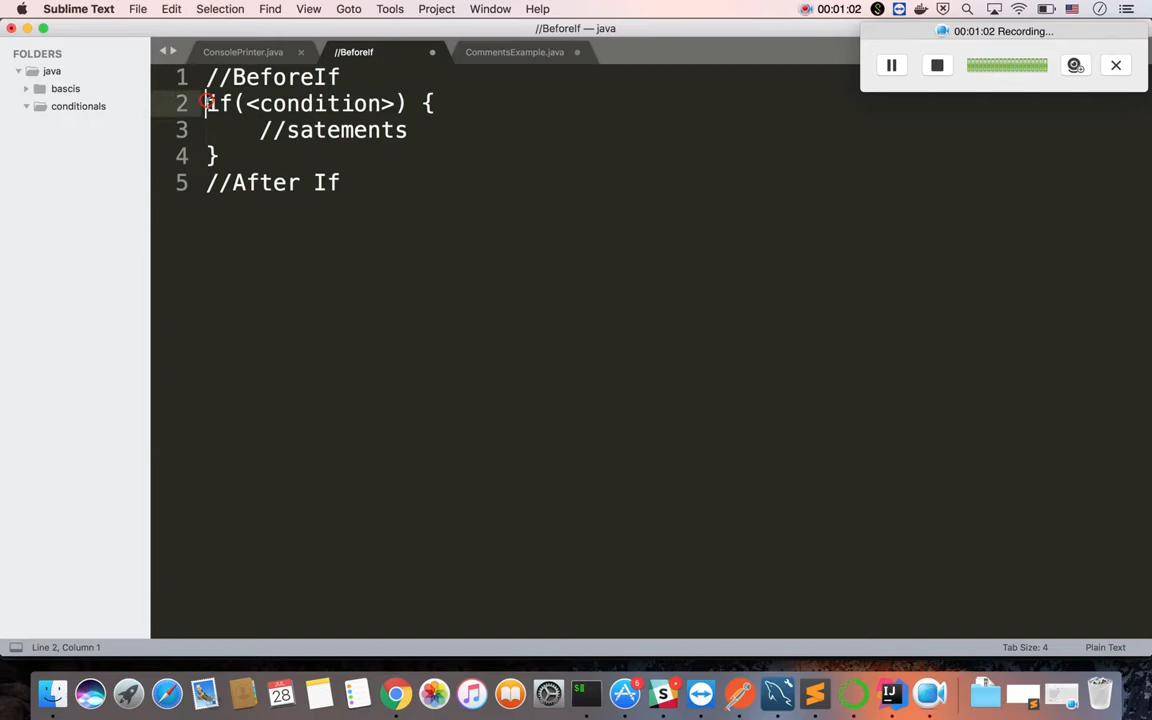 Sublime Text File Edit Selection Find View Goto Tools Project Window Help 00:01:02
//BeforeIf — java
00:01:02 Recording...
FOLDERS
java
bascis
conditionals
ConsolePrinter.java //BeforeIf CommentsExample.java
1 //BeforeIf
2 if(<condition>) {
3 //satements
4 }
5 //After If
Line 2, Column 1 Tab Size: 4 Plain Text
JUL
28
6